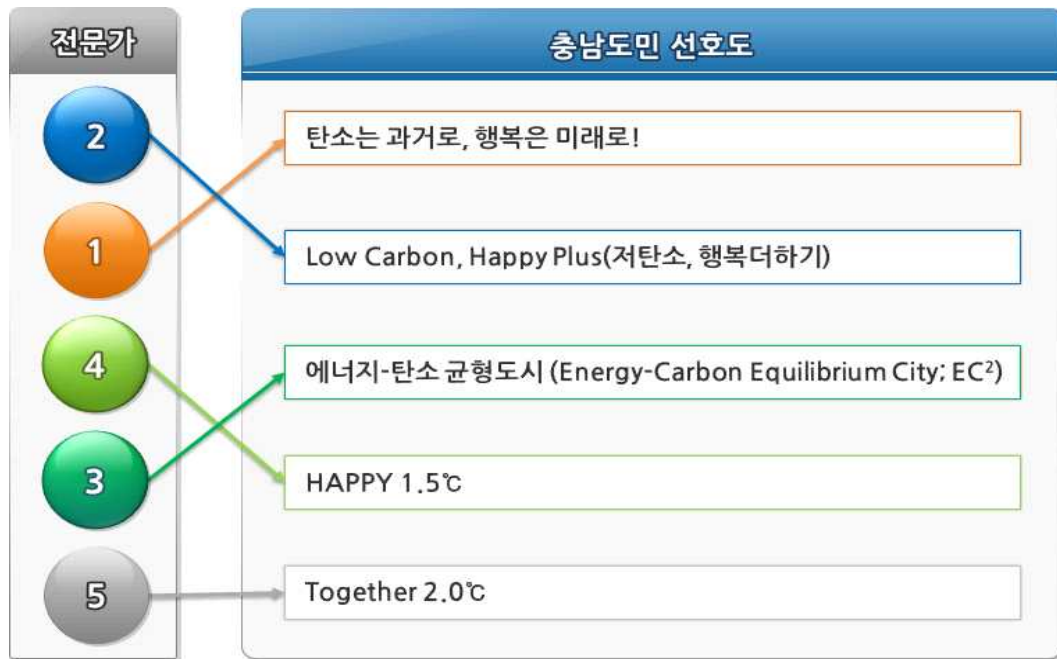 전문가
충남도민 선호도
2
탄소는 과거로, 행복은 미래로!
1
Low Carbon, Happy Plus(저탄소, 행복더하기)
4
에너지-탄소 균형도시 (Energy-Carbon Equilibrium City; EC²)
3
HAPPY 1.5℃
5
Together 2.0℃